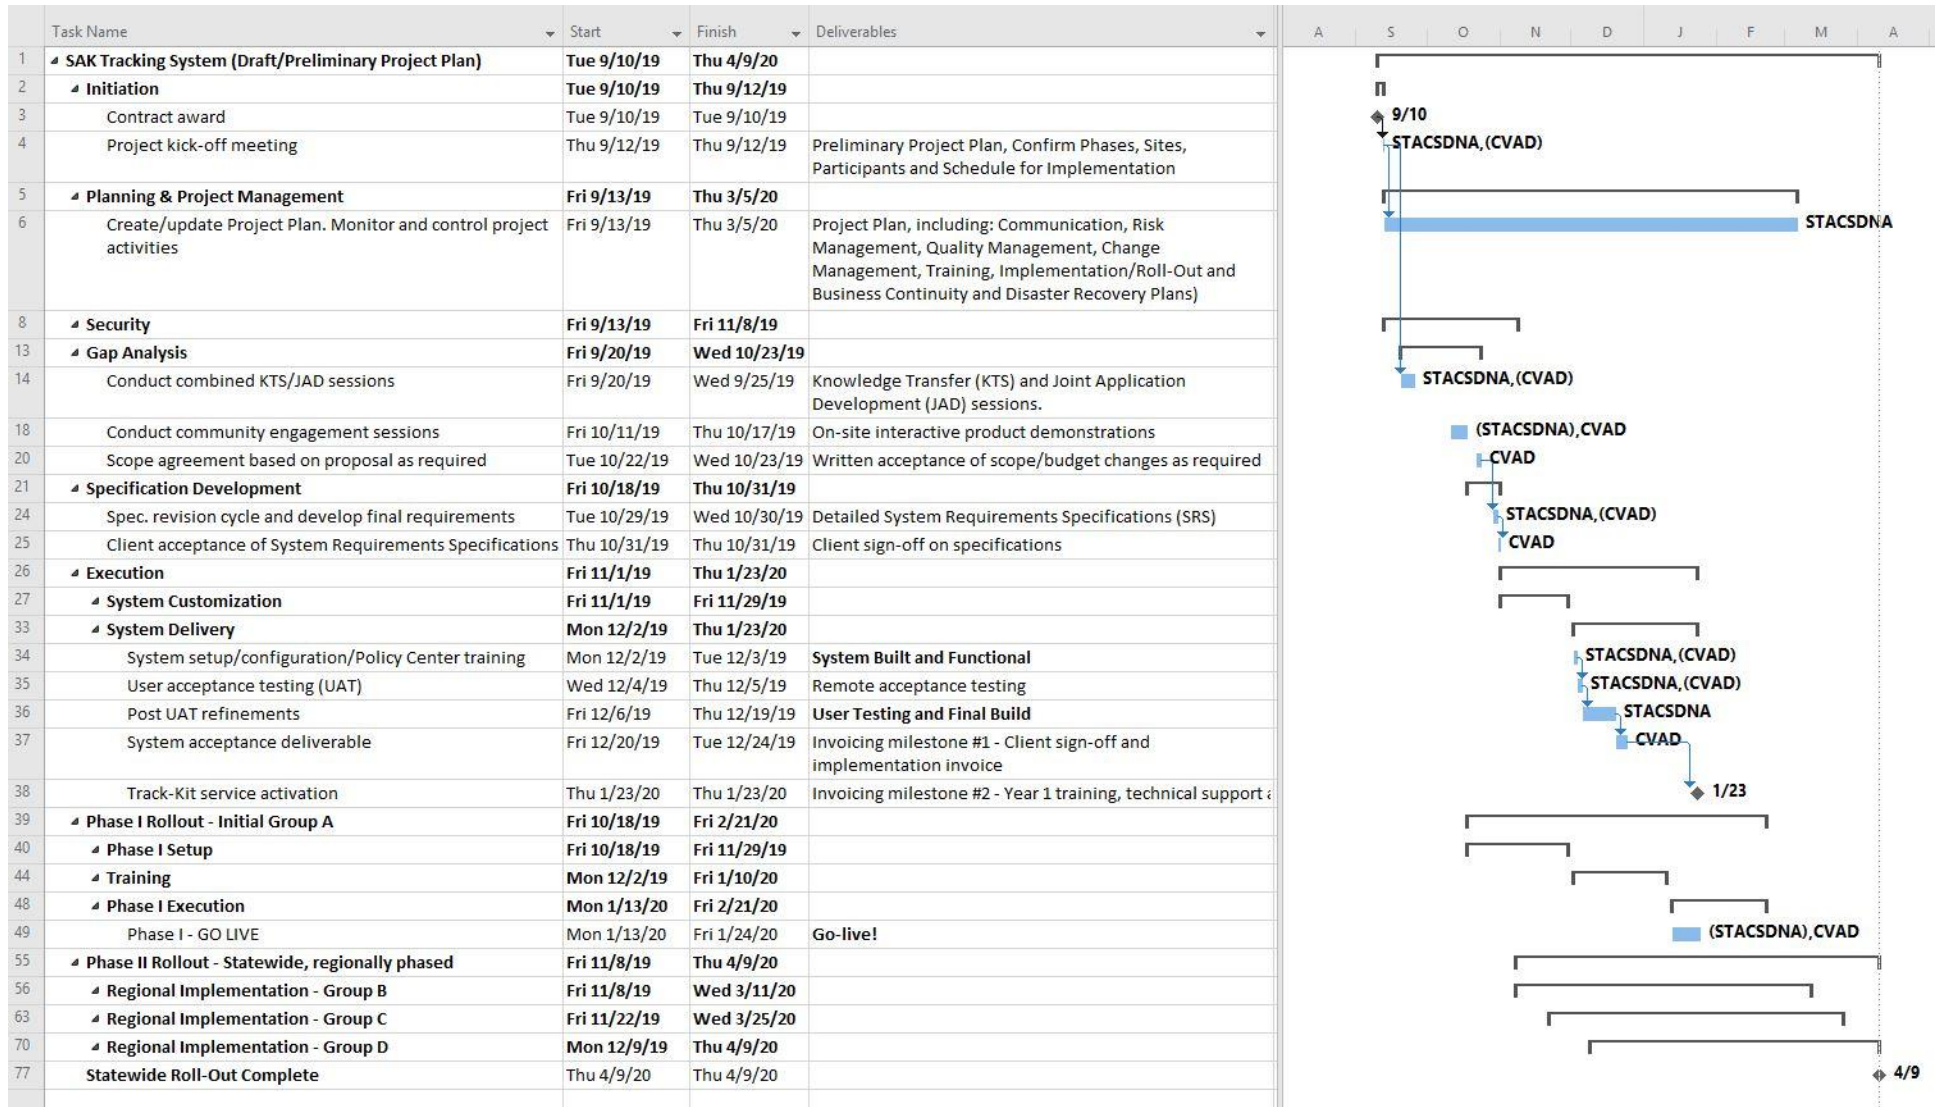 Task Name Start Finish Deliverables A S O N D J F M A
1 SAK Tracking System (Draft/Preliminary Project Plan) Tue 9/10/19 Thu 4/9/20
2 Initiation Tue 9/10/19 Thu 9/12/19
3 Contract award Tue 9/10/19 Tue 9/10/19 9/10
4 Project kick-off meeting Thu 9/12/19 Thu 9/12/19 Preliminary Project Plan, Confirm Phases, Sites, STACSDNA,(CVAD)
Participants and Schedule for Implementation
5 Planning & Project Management Fri 9/13/19 Thu 3/5/20
6 Create/update Project Plan. Monitor and control project Fri 9/13/19 Thu 3/5/20 Project Plan, including: Communication, Risk STACSDNA
activities Management, Quality Management, Change
Management, Training, Implementation/Roll-Out and
Business Continuity and Disaster Recovery Plans)
8 Security Fri 9/13/19 Fri 11/8/19
13 Gap Analysis Fri 9/20/19 Wed 10/23/19
14 Conduct combined KTS/JAD sessions Fri 9/20/19 Wed 9/25/19 Knowledge Transfer (KTS) and Joint Application STACSDNA,(CVAD)
Development (JAD) sessions.
18 Conduct community engagement sessions Fri 10/11/19 Thu 10/17/19 On-site interactive product demonstrations (STACSDNA),CVAD
20 Scope agreement based on proposal as required Tue 10/22/19 Wed 10/23/19 Written acceptance of scope/budget changes as required CVAD
21 Specification Development Fri 10/18/19 Thu 10/31/19
24 Spec. revision cycle and develop final requirements Tue 10/29/19 Wed 10/30/19 Detailed System Requirements Specifications (SRS) STACSDNA,(CVAD)
25 Client acceptance of System Requirements Specifications Thu 10/31/19 Thu 10/31/19 Client sign-off on specifications CVAD
26 Execution Fri 11/1/19 Thu 1/23/20
27 System Customization Fri 11/1/19 Fri 11/29/19
33 System Delivery Mon 12/2/19 Thu 1/23/20
34 System setup/configuration/Policy Center training Mon 12/2/19 Tue 12/3/19 System Built and Functional STACSDNA,(CVAD)
35 User acceptance testing (UAT) Wed 12/4/19 Thu 12/5/19 Remote acceptance testing STACSDNA,(CVAD)
36 Post UAT refinements Fri 12/6/19 Thu 12/19/19 User Testing and Final Build STACSDNA
37 System acceptance deliverable Fri 12/20/19 Tue 12/24/19 Invoicing milestone #1 - Client sign-off and CVAD
implementation invoice
38 Track-Kit service activation Thu 1/23/20 Thu 1/23/20 Invoicing milestone #2 - Year 1 training, technical support 1/23
39 Phase I Rollout - Initial Group A Fri 10/18/19 Fri 2/21/20
40 Phase I Setup Fri 10/18/19 Fri 11/29/19
44 Training Mon 12/2/19 Fri 1/10/20
48 Phase I Execution Mon 1/13/20 Fri 2/21/20
49 Phase I - GO LIVE Mon 1/13/20 Fri 1/24/20 Go-live! (STACSDNA),CVAD
55 Phase II Rollout - Statewide, regionally phased Fri 11/8/19 Thu 4/9/20
56 Regional Implementation - Group B Fri 11/8/19 Wed 3/11/20
63 Regional Implementation - Group C Fri 11/22/19 Wed 3/25/20
70 Regional Implementation - Group D Mon 12/9/19 Thu 4/9/20
77 Statewide Roll-Out Complete Thu 4/9/20 Thu 4/9/20 4/9